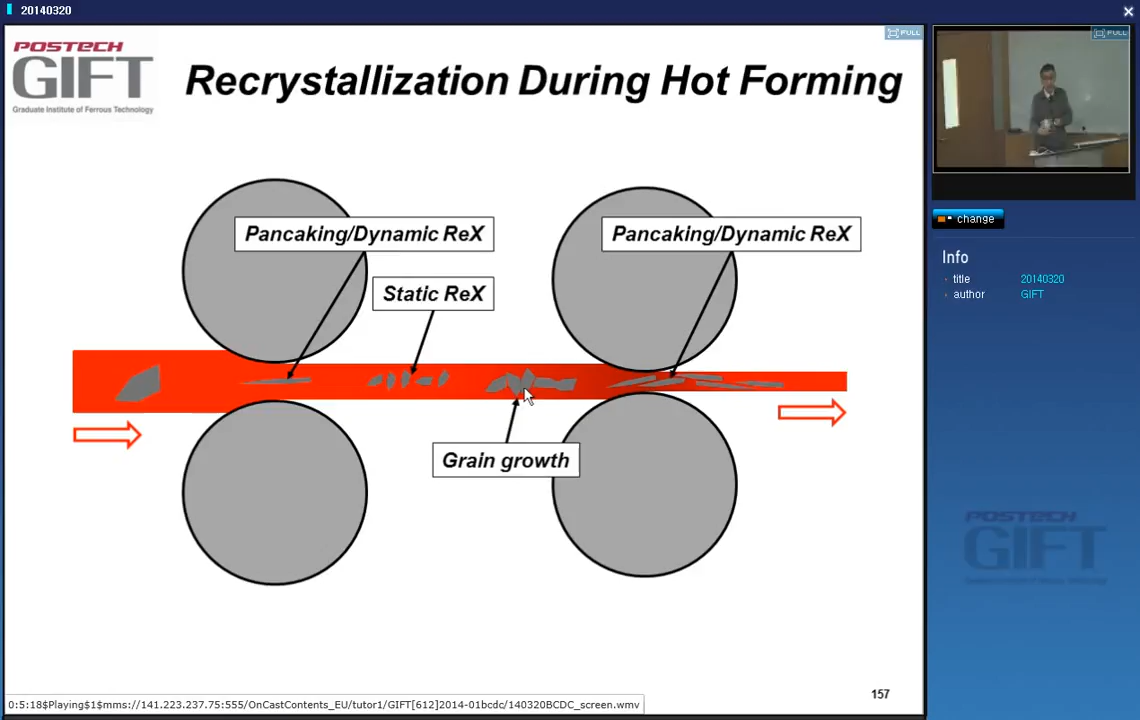 20140320
POSTECH
GIFT
Graduate Institute of Ferrous Technology
Recrystallization During Hot Forming
Pancaking/Dynamic ReX
Pancaking/Dynamic ReX
Static ReX
Grain growth
157
0:5:18$Playing$1$mms://141.223.237.75:555/OnCastContents_EU/tutor1/GIFT[612]2014-01bcdc/140320BCDC_screen.wmv
FULL
FULL
change
Info
title 20140320
author GIFT
POSTECH
GIFT